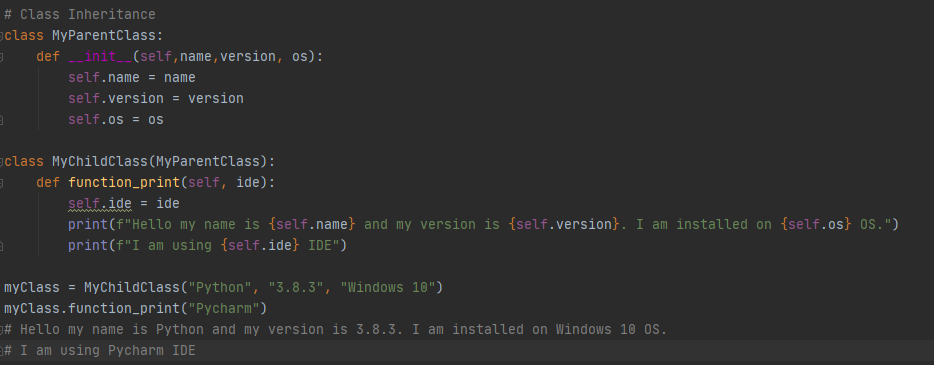 # Class Inheritance
class MyParentClass:
    def __init__(self,name,version, os):
        self.name = name
        self.version = version
        self.os = os

class MyChildClass(MyParentClass):
    def function_print(self, ide):
        self.ide = ide
        print(f"Hello my name is {self.name} and my version is {self.version}. I am installed on {self.os} OS.")
        print(f"I am using {self.ide} IDE")

myClass = MyChildClass("Python", "3.8.3", "Windows 10")
myClass.function_print("Pycharm")
# Hello my name is Python and my version is 3.8.3. I am installed on Windows 10 OS.
# I am using Pycharm IDE